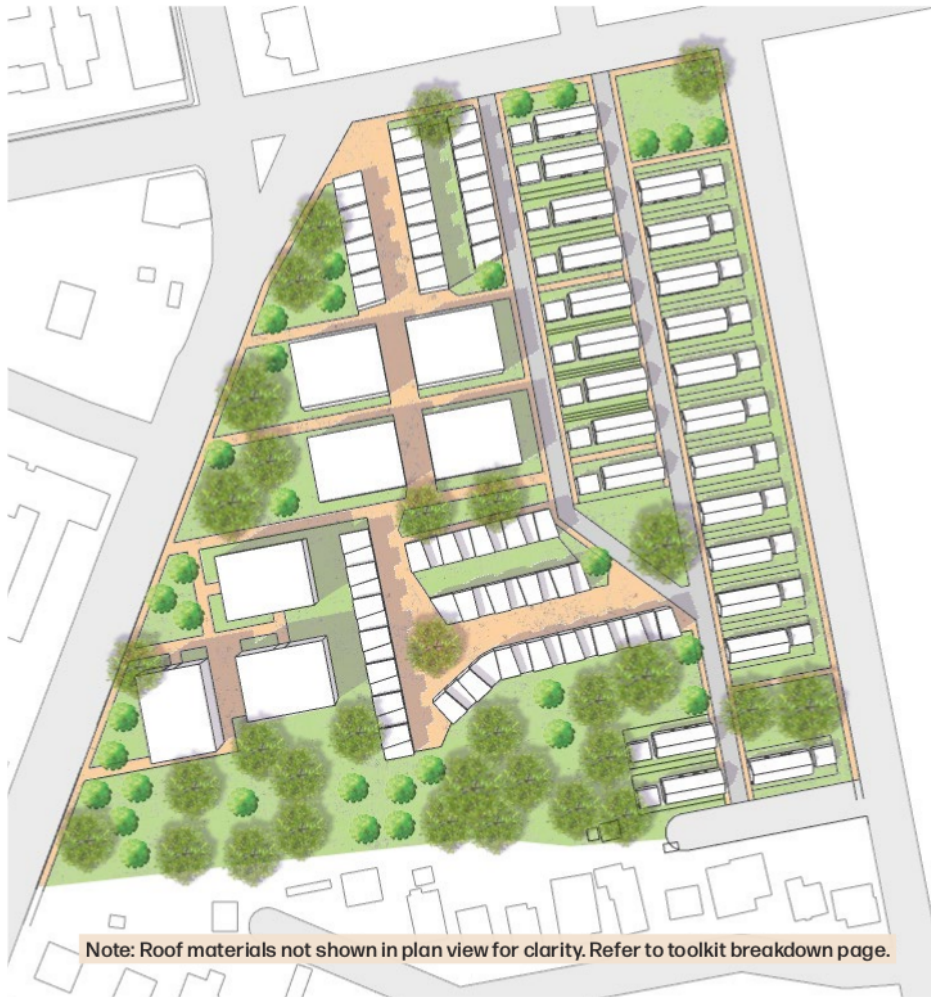 Note: Roof materials not shown in plan view for clarity. Refer to toolkit breakdown page.